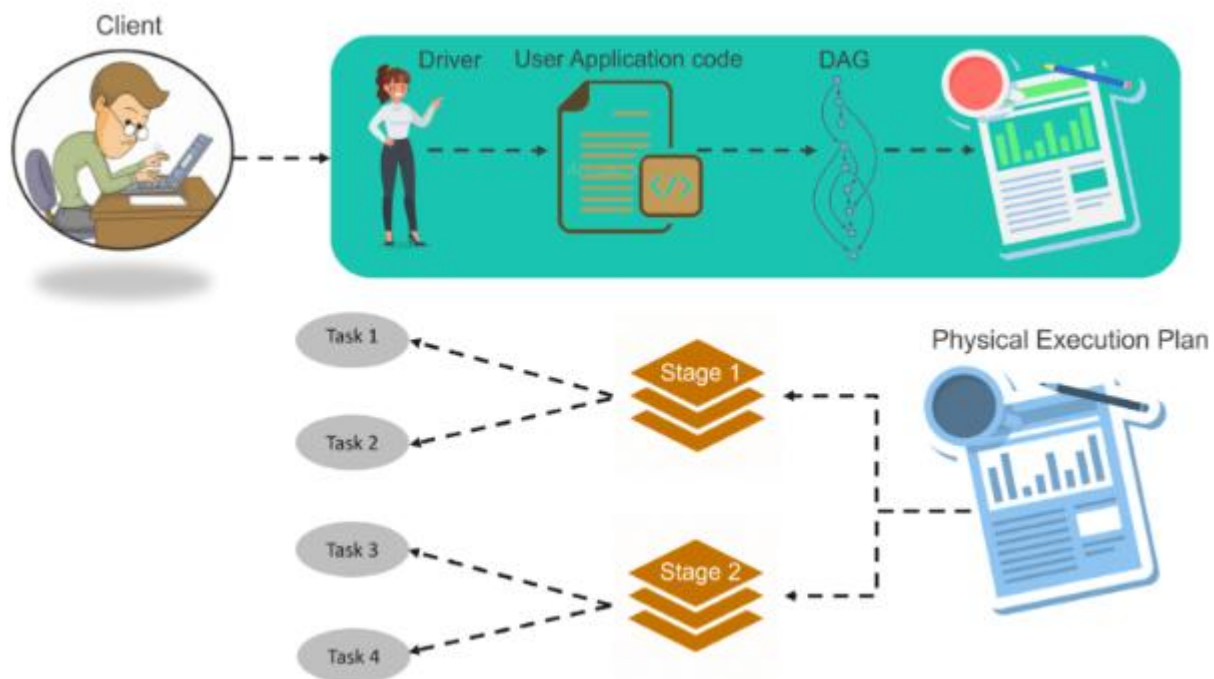 Client
Driver
User Application code
DAG
</>
Task 1
Stage 1
Physical Execution Plan
Task 2
Task 3
Stage 2
Task 4